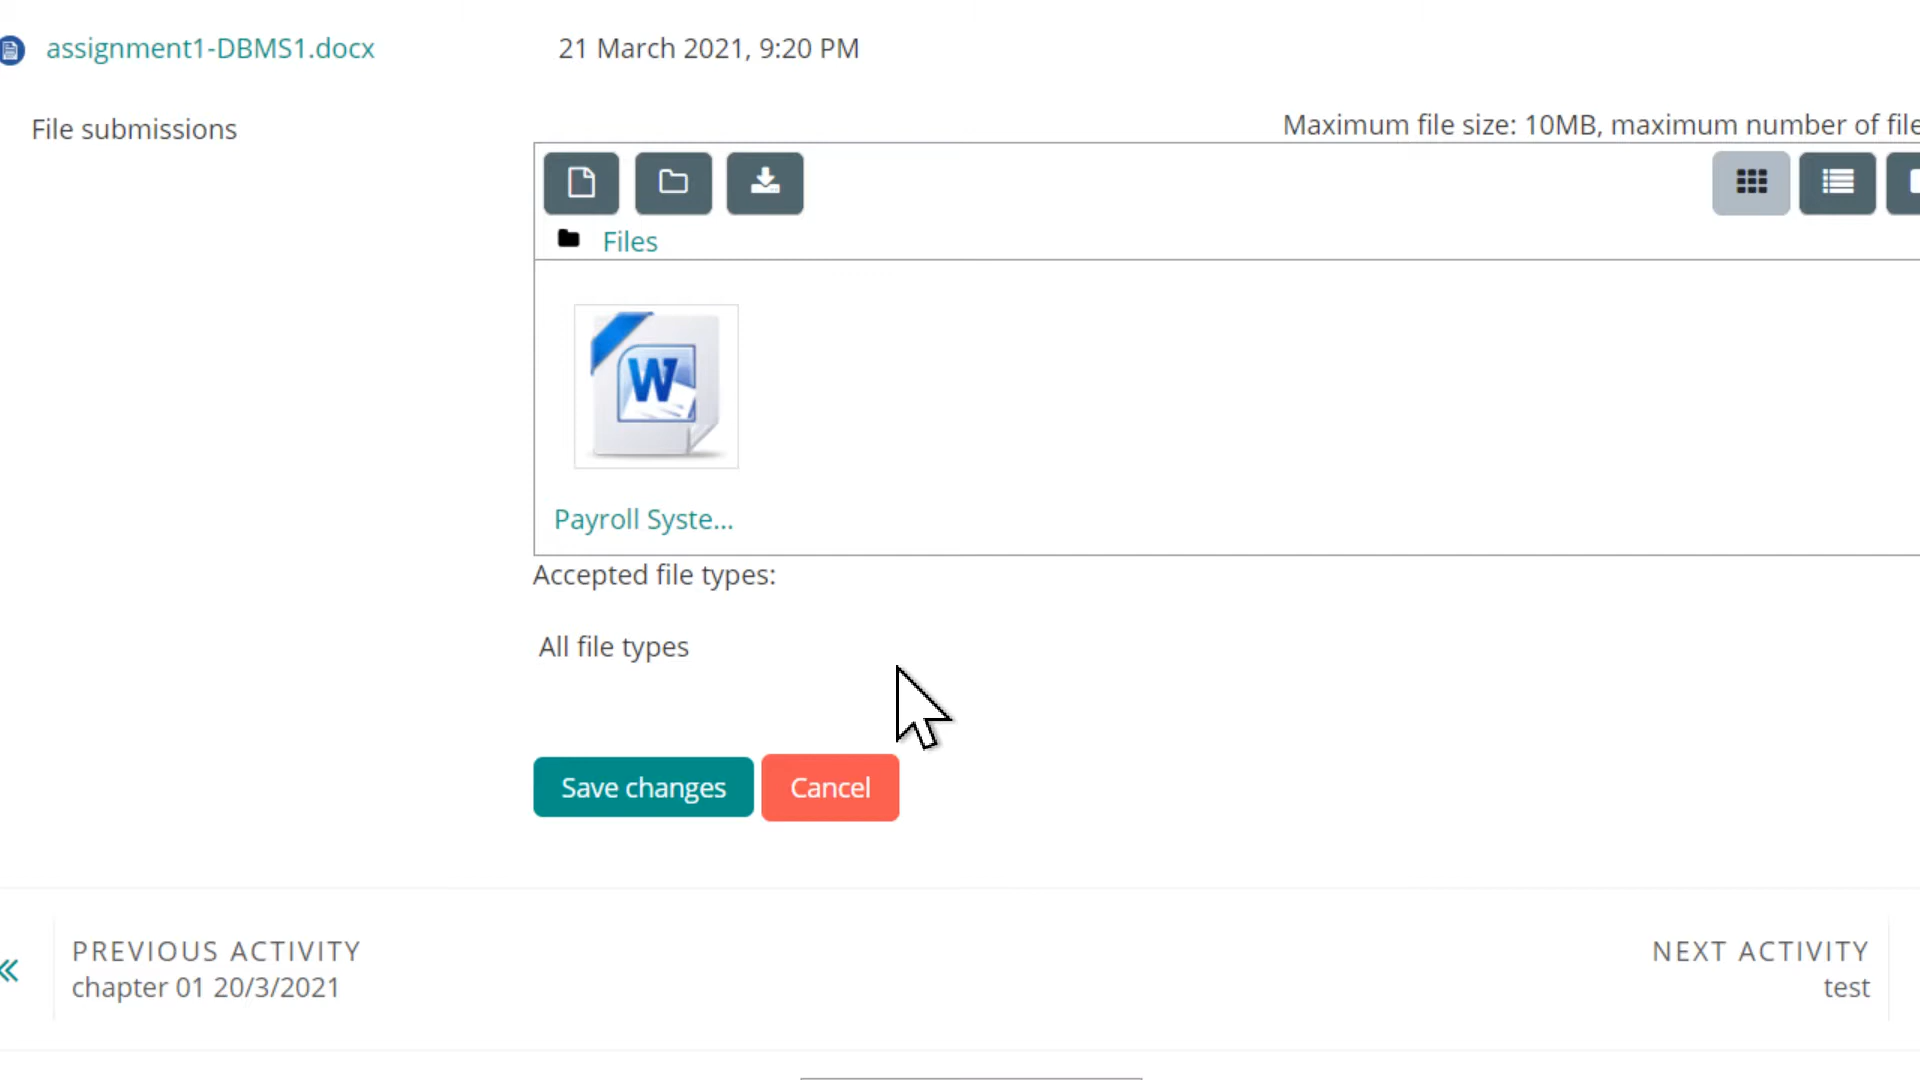 assignment1-DBMS1.docx 21 March 2021, 9:20 PM
File submissions
Maximum file size: 10MB, maximum number of file
Files
W
Payroll Syste...
Accepted file types:
All file types
Save changes Cancel
PREVIOUS ACTIVITY
chapter 01 20/3/2021
NEXT ACTIVITY
test